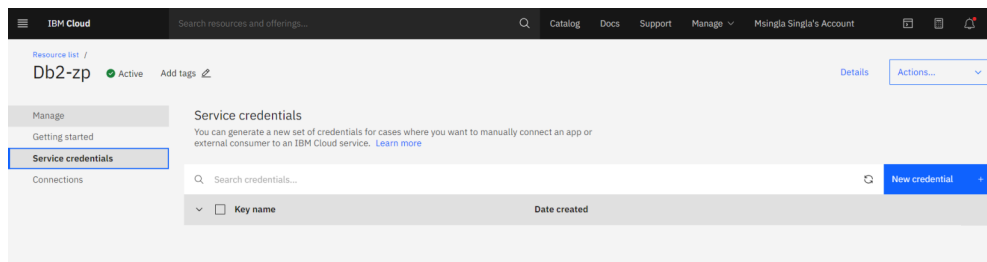 IBM Cloud
Search resources and offerings...
Catalog
Docs
Support
Manage
Msingla Singla's Account
Resource list /
Db2-zp
Active
Add tags
Details
Actions...
Manage
Getting started
Service credentials
Connections
Service credentials
You can generate a new set of credentials for cases where you want to manually connect an app or
external consumer to an IBM Cloud service. Learn more
Search credentials...
New credential +
Key name
Date created